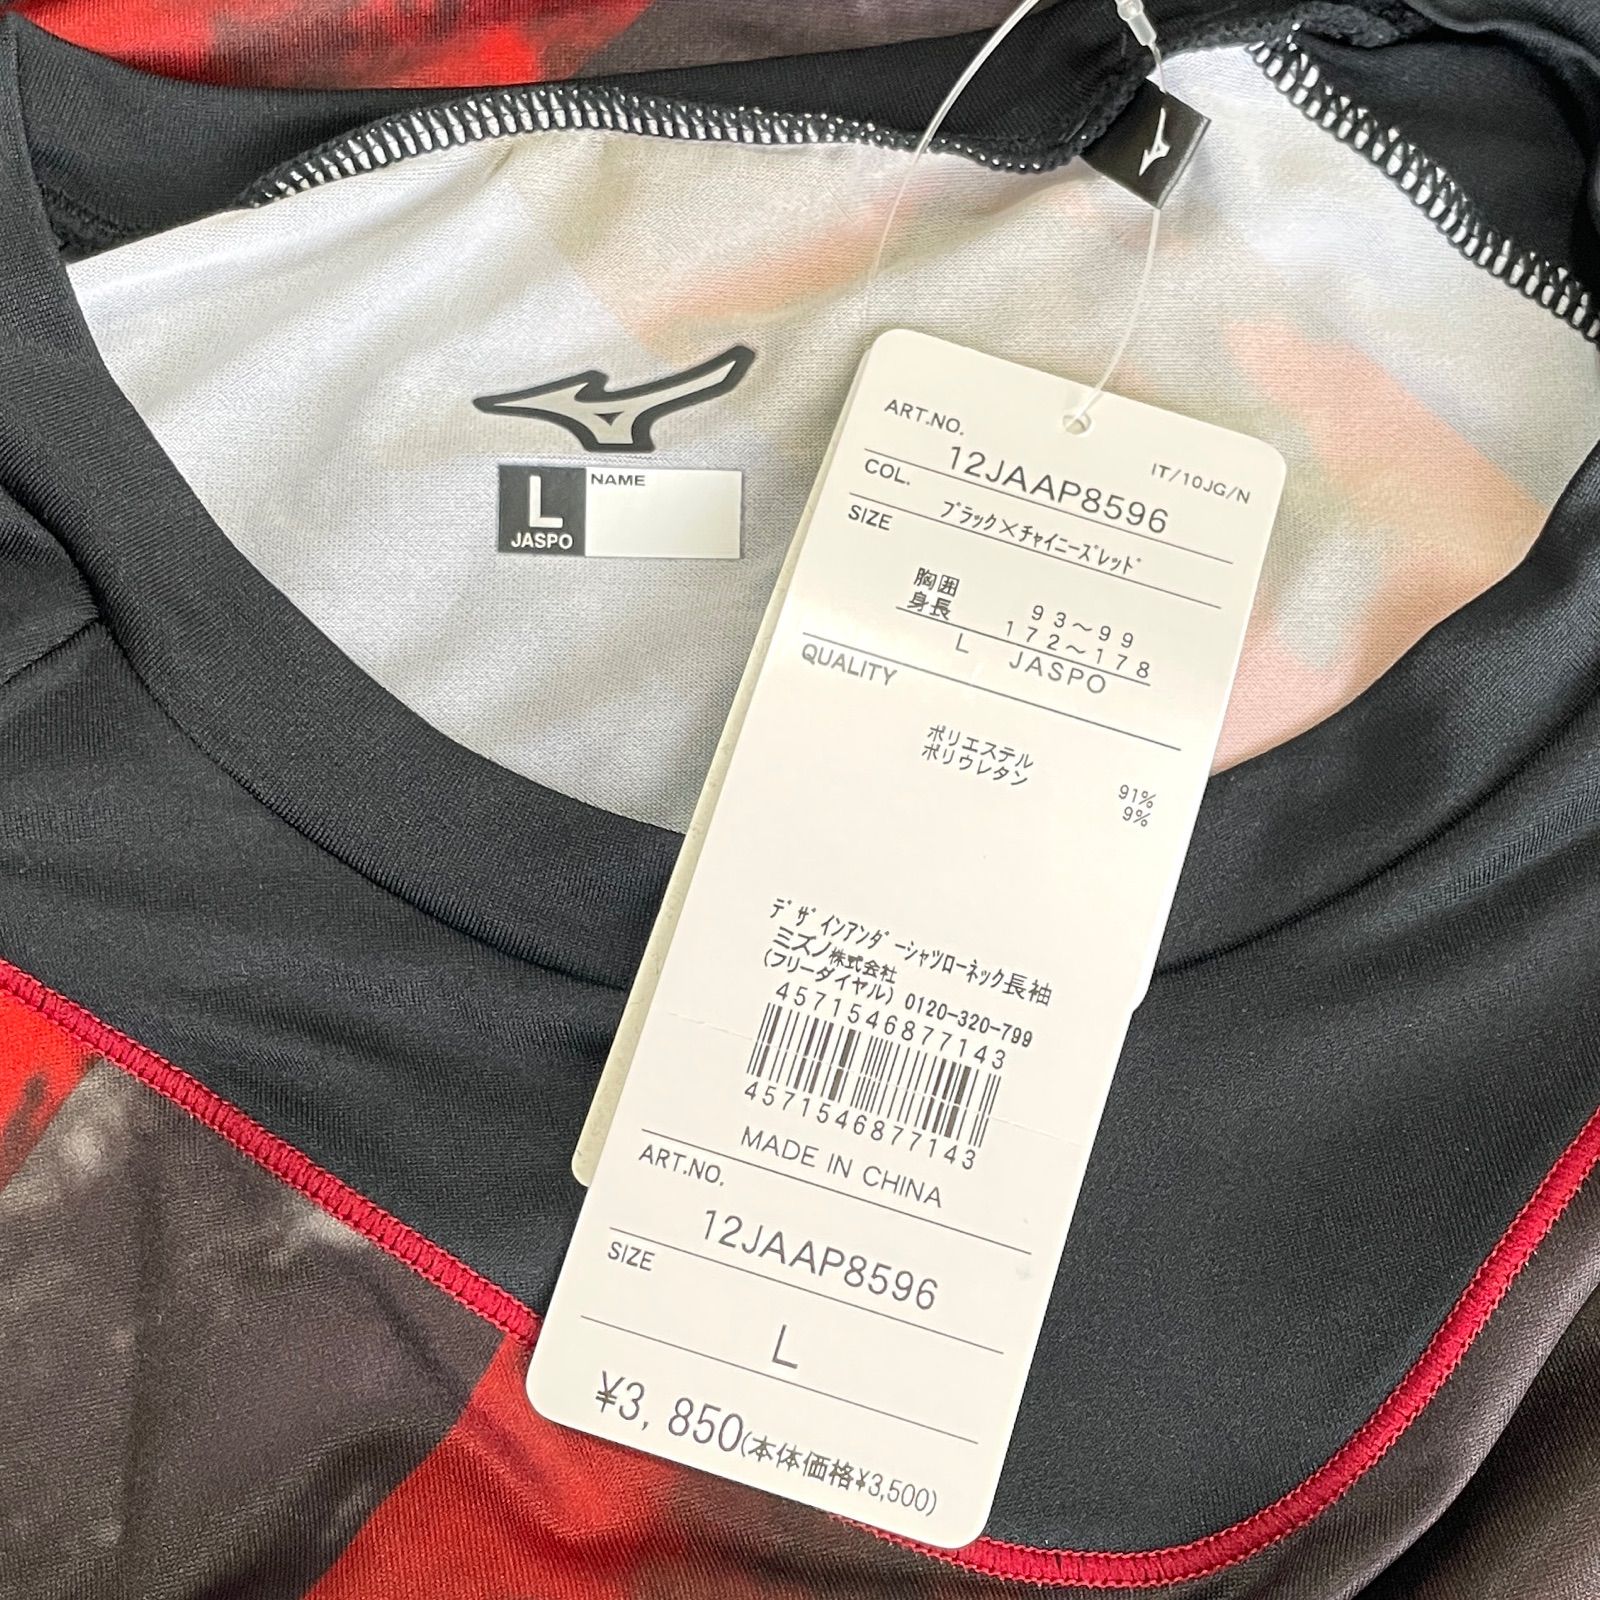 L
JASPO
NAME
ART.NO.
12JAAP8596
IT/10JG/N
COL.
ブラック×チャイニーズレッド
SIZE
胸囲 93～99
身長 172～178
L JASPO
QUALITY
ポリエステル 91%
ポリウレタン 9%
デザインアンダーシャツローネック長袖
ミズノ株式会社
(フリーダイヤル) 0120-320-799
4571546877143
4571546877143
MADE IN CHINA
ART.NO.
12JAAP8596
SIZE
L
¥3,850(本体価格¥3,500)